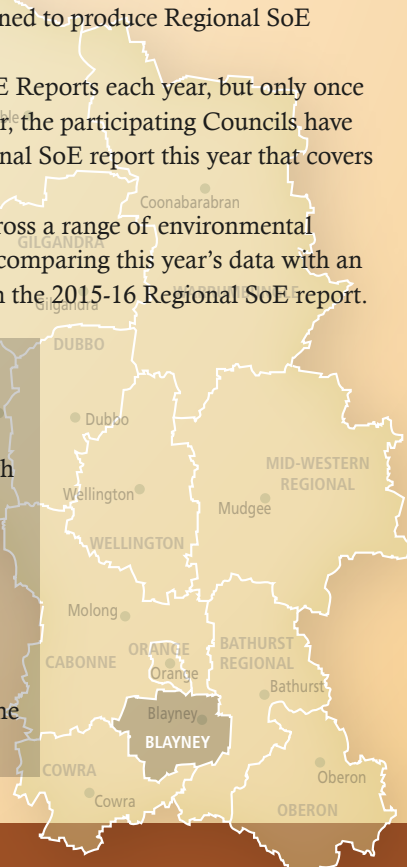 ned to produce Regional SoE
E Reports each year, but only once
r, the participating Councils have
nal SoE report this year that covers
ross a range of environmental
comparing this year's data with an
n the 2015-16 Regional SoE report.
ble
Coonabarabran
GILGANDRA
WARRUMBUNGLE
Gilgandra
DUBBO
Dubbo
h
MID-WESTERN
REGIONAL
Wellington
Mudgee
WELLINGTON
Molong
ORANGE
BATHURST
REGIONAL
CABONNE
Orange
Bathurst
Blayney
ne
BLAYNEY
COWRA
Oberon
Cowra
OBERON